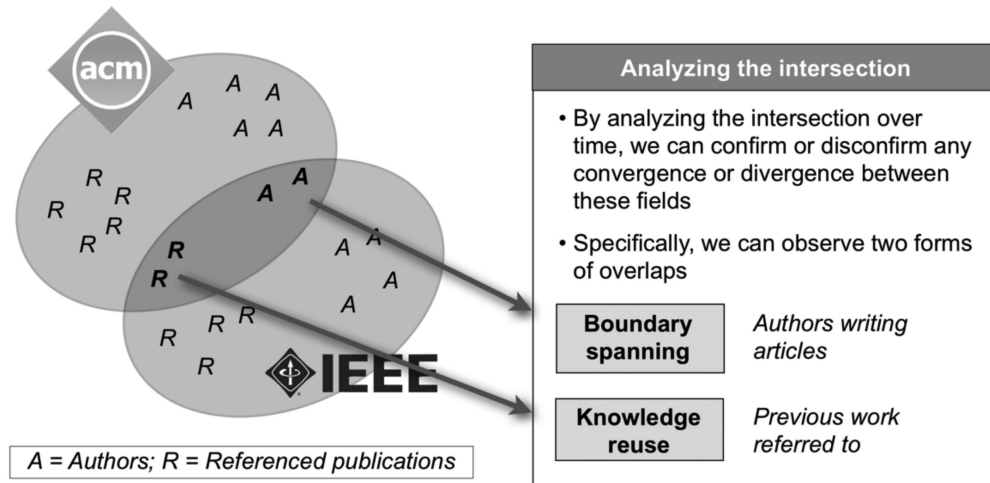 acm
A
A
A
A
A
R
R
R
R
R
A
A
R
R
A
A
A
A
R
R
R
R
IEEE
A = Authors; R = Referenced publications
Analyzing the intersection
• By analyzing the intersection over
time, we can confirm or disconfirm any
convergence or divergence between
these fields
• Specifically, we can observe two forms
of overlaps
Boundary
spanning
Authors writing
articles
Knowledge
reuse
Previous work
referred to